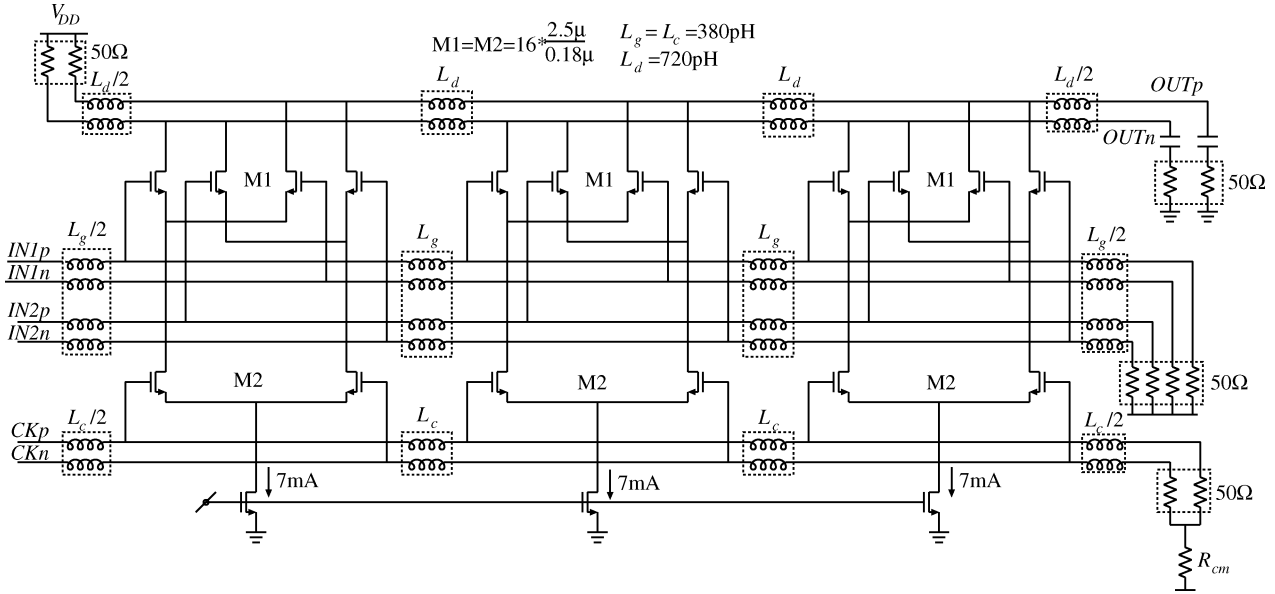 V_DD
50Ω
L_d/2
M1=M2=16*2.5μ/0.18μ
L_g = L_c =380pH
L_d =720pH
L_d
L_d
L_d/2
OUTp
OUTn
50Ω
M1
M1
M1
L_g/2
L_g
L_g
L_g/2
IN1p
IN1n
IN2p
IN2n
50Ω
M2
M2
M2
L_c/2
L_c
L_c
L_c/2
CKp
CKn
7mA
7mA
7mA
50Ω
R_cm